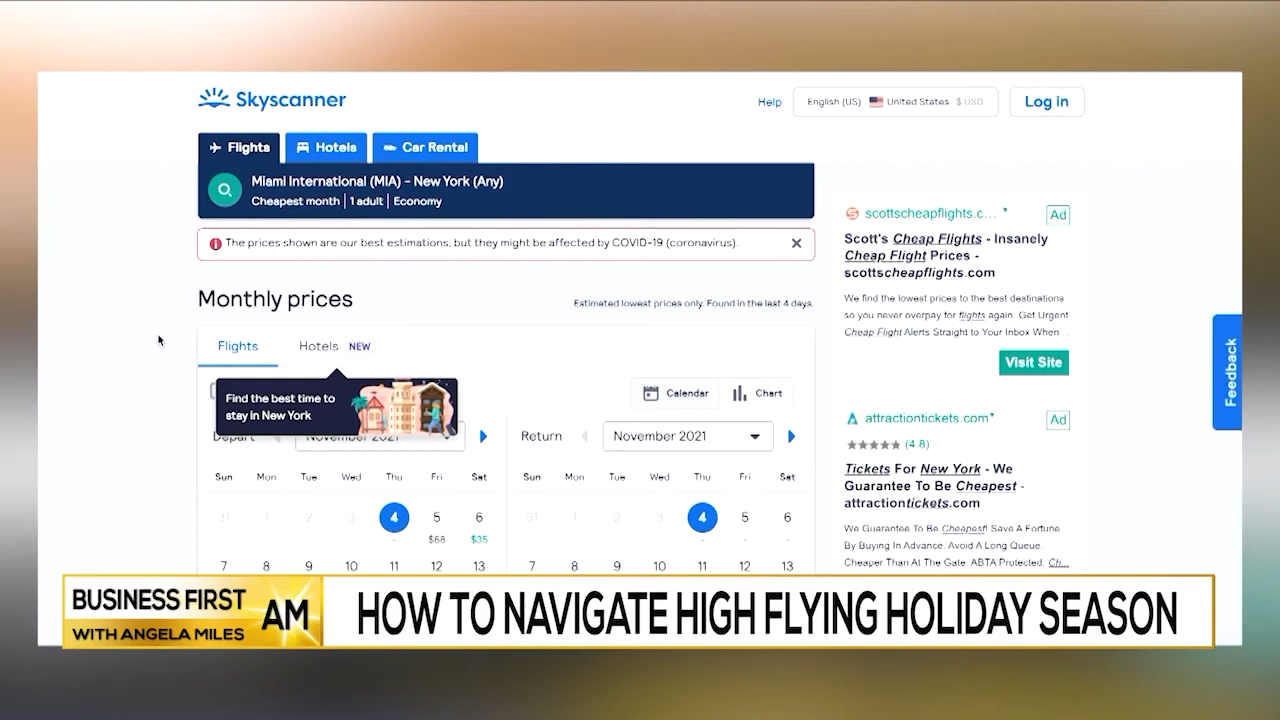 Skyscanner
Help
English (US) United States $ USD
Log in
Flights
Hotels
Car Rental
Miami International (MIA) - New York (Any)
Cheapest month | 1 adult | Economy
The prices shown are our best estimations, but they might be affected by COVID-19 (coronavirus).
Monthly prices
Estimated lowest prices only. Found in the last 4 days.
Flights
Hotels NEW
Find the best time to
stay in New York
Calendar
Chart
Depart
November 2021
Return
November 2021
Sun Mon Tue Wed Thu Fri Sat
31 1 2 3 4 5 6
- $68 $35
7 8 9 10 11 12 13
Sun Mon Tue Wed Thu Fri Sat
31 1 2 3 4 5 6
- - -
7 8 9 10 11 12 13
scottscheapflights.c...
Ad
Scott's Cheap Flights - Insanely
Cheap Flight Prices -
scottscheapflights.com
We find the lowest prices to the best destinations
so you never overpay for flights again. Get Urgent
Cheap Flight Alerts Straight to Your Inbox When ...
Visit Site
attractiontickets.com
Ad
(4.8)
Tickets For New York - We
Guarantee To Be Cheapest -
attractiontickets.com
We Guarantee To Be Cheapest! Save A Fortune
By Buying In Advance. Avoid A Long Queue.
Cheaper Than At The Gate. ABTA Protected. Ch...
Feedback
BUSINESS FIRST
AM
WITH ANGELA MILES
HOW TO NAVIGATE HIGH FLYING HOLIDAY SEASON